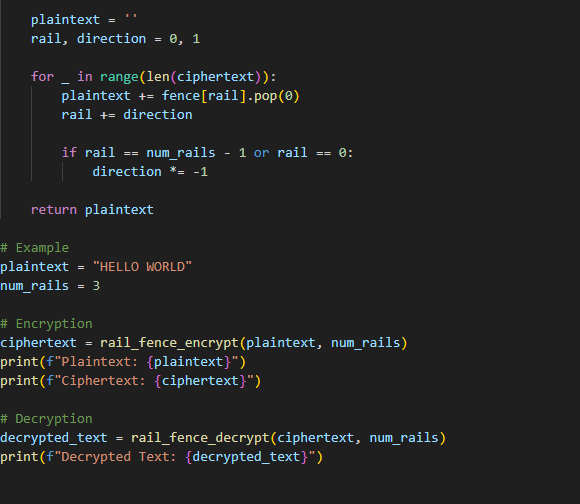 plaintext = ''
rail, direction = 0, 1
for _ in range(len(ciphertext)):
plaintext += fence[rail].pop(0)
rail += direction
if rail == num_rails - 1 or rail == 0:
direction *= -1
return plaintext
# Example
plaintext = "HELLO WORLD"
num_rails = 3
# Encryption
ciphertext = rail_fence_encrypt(plaintext, num_rails)
print(f"Plaintext: {plaintext}")
print(f"Ciphertext: {ciphertext}")
# Decryption
decrypted_text = rail_fence_decrypt(ciphertext, num_rails)
print(f"Decrypted Text: {decrypted_text}")